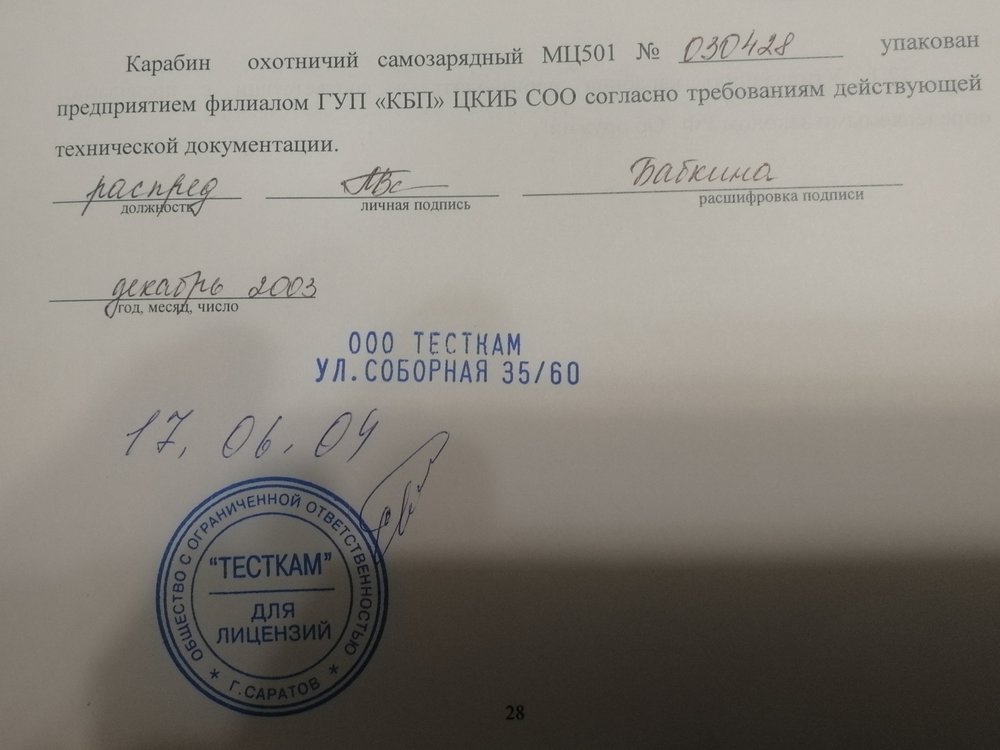 Карабин охотничий самозарядный МЦ501 № 030428 упакован
предприятием филиалом ГУП «КБП» ЦКИБ СОО согласно требованиям действующей
технической документации.
распред Бабкина
должность личная подпись расшифровка подписи
декабрь 2003
год, месяц, число
ООО ТЕСТКАМ
УЛ.СОБОРНАЯ 35/60
17.06.04
ОБЩЕСТВО С ОГРАНИЧЕННОЙ ОТВЕТСТВЕННОСТЬЮ
"ТЕСТКАМ"
ДЛЯ
ЛИЦЕНЗИЙ
* Г.САРАТОВ *
28